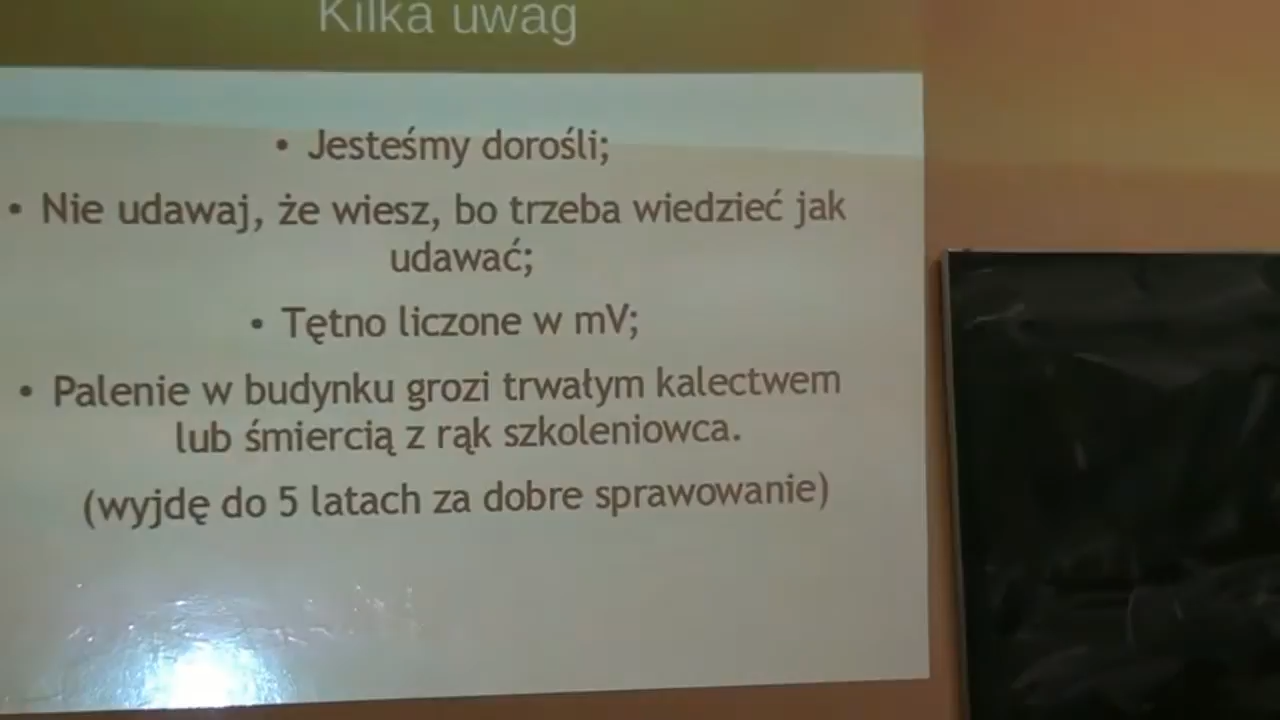 Kilka uwag
• Jesteśmy dorośli;
• Nie udawaj, że wiesz, bo trzeba wiedzieć jak
udawać;
• Tętno liczone w mV;
• Palenie w budynku grozi trwałym kalectwem
lub śmiercią z rąk szkoleniowca.
(wyjdę do 5 latach za dobre sprawowanie)